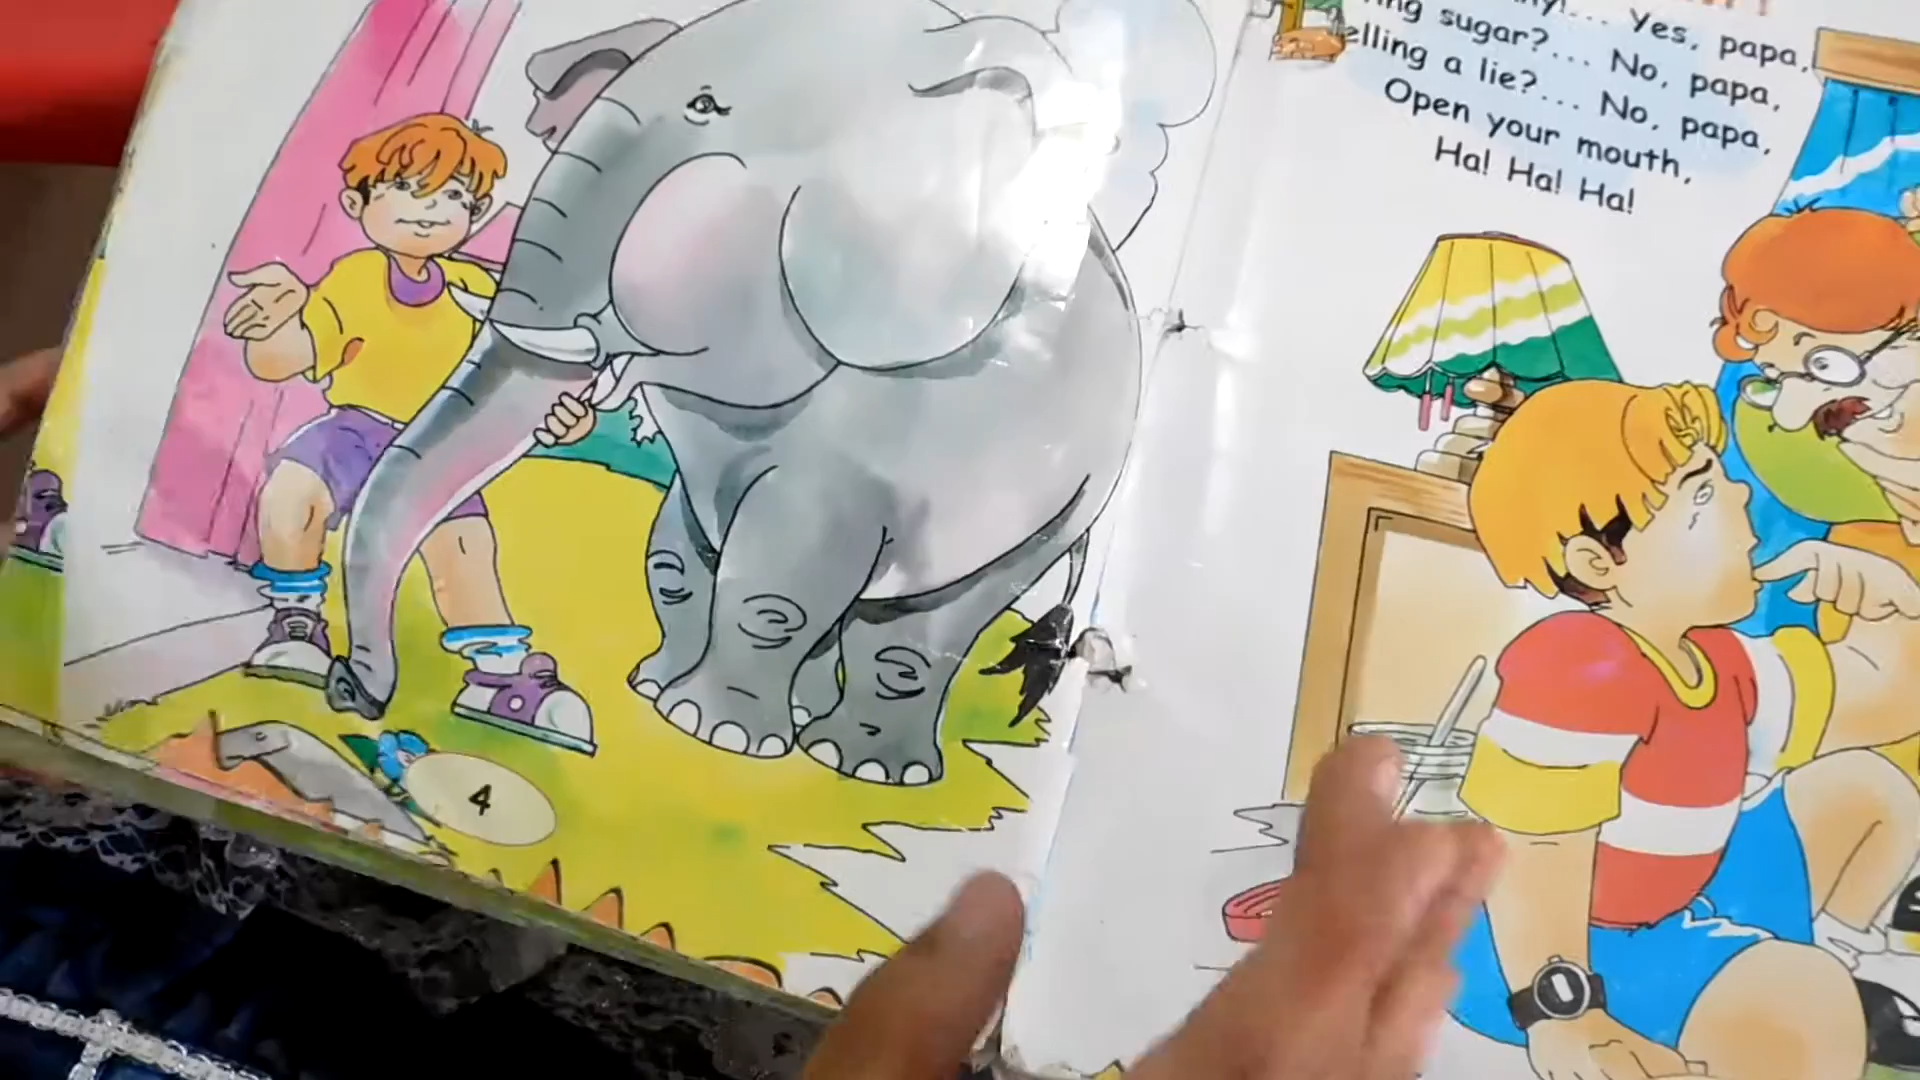 Yes, papa,
sugar?... No, papa,
a lie?... No, papa,
Open your mouth,
Ha! Ha! Ha!
4